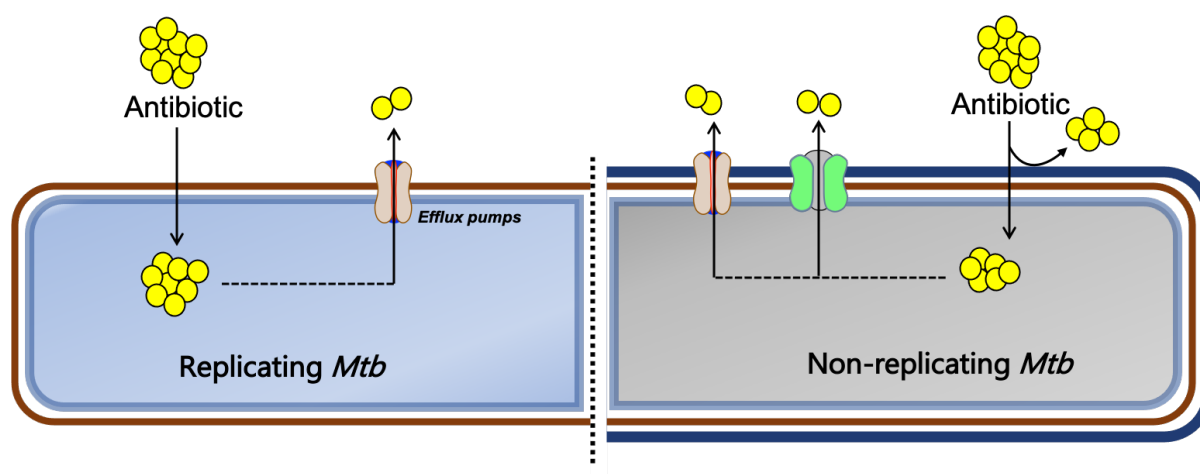 Antibiotic
Antibiotic
Efflux pumps
Replicating Mtb
Non-replicating Mtb